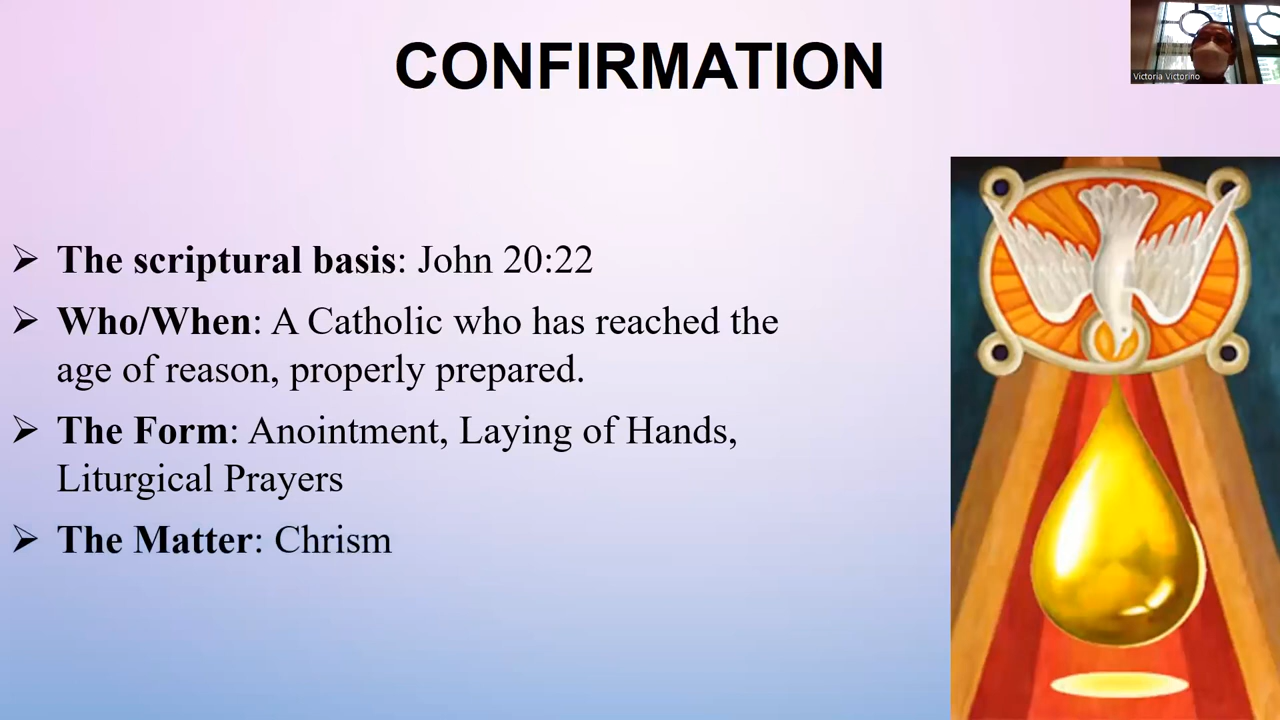 CONFIRMATION
Victoria Victorino
➢ The scriptural basis: John 20:22
➢ Who/When: A Catholic who has reached the
age of reason, properly prepared.
➢ The Form: Anointment, Laying of Hands,
Liturgical Prayers
➢ The Matter: Chrism